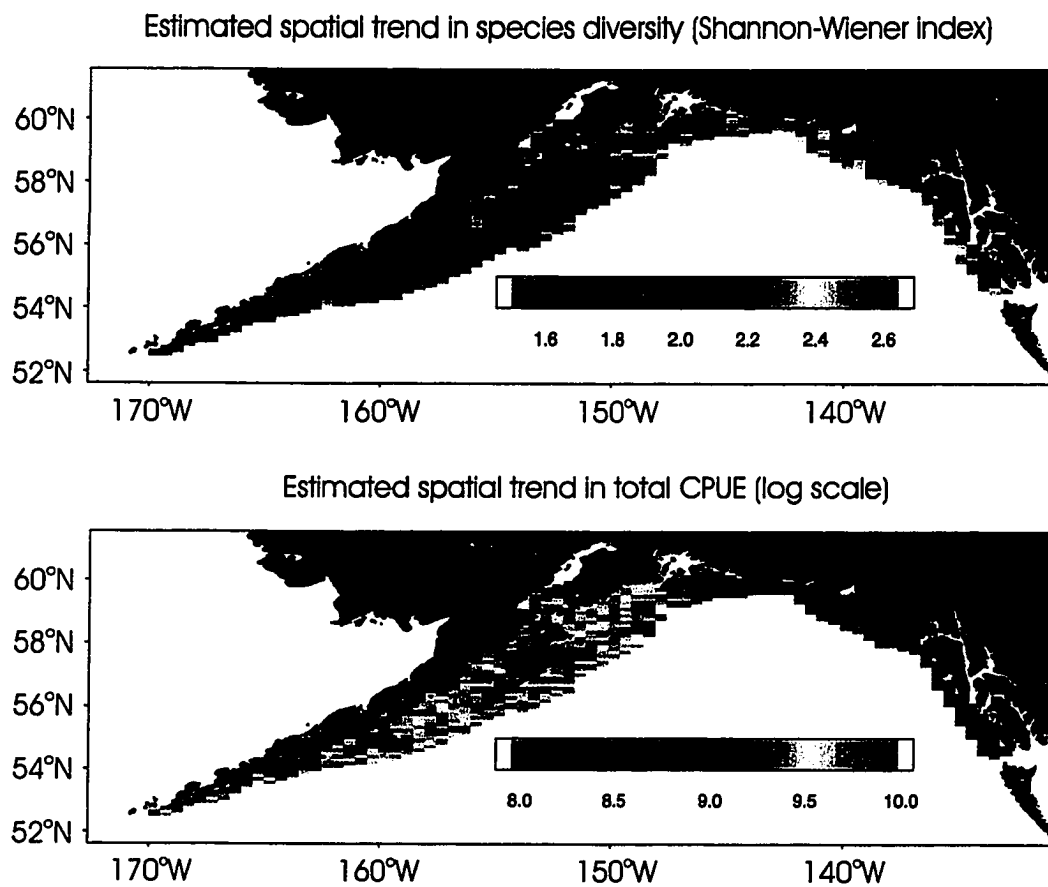 Estimated spatial trend in species diversity (Shannon-Wiener index)
60°N
58°N
56°N
54°N
52°N
1.6 1.8 2.0 2.2 2.4 2.6
170°W 160°W 150°W 140°W
Estimated spatial trend in total CPUE (log scale)
60°N
58°N
56°N
54°N
52°N
8.0 8.5 9.0 9.5 10.0
170°W 160°W 150°W 140°W